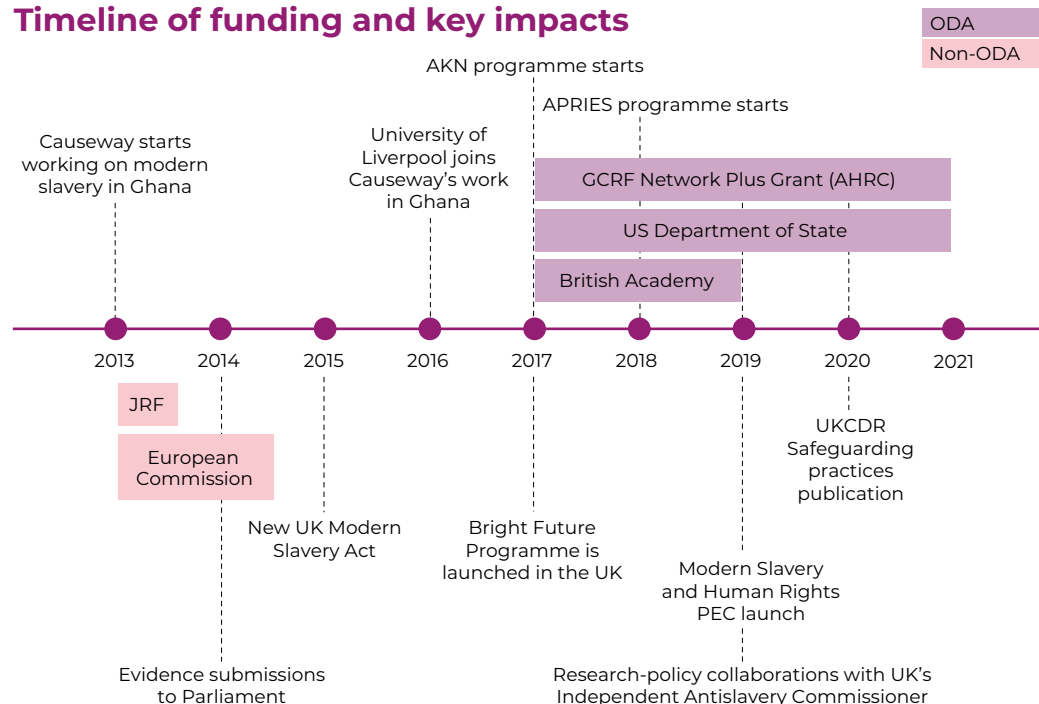 Timeline of funding and key impacts
ODA
Non-ODA
AKN programme starts
APRIES programme starts
Causeway starts
working on modern
slavery in Ghana
University of
Liverpool joins
Causeway's work
in Ghana
GCRF Network Plus Grant (AHRC)
US Department of State
British Academy
2013
2014
2015
2016
2017
2018
2019
2020
2021
JRF
European
Commission
New UK Modern
Slavery Act
Bright Future
Programme is
launched in the UK
UKCDR
Safeguarding
practices
publication
Modern Slavery
and Human Rights
PEC launch
Evidence submissions
to Parliament
Research-policy collaborations with UK's
Independent Antislavery Commissioner